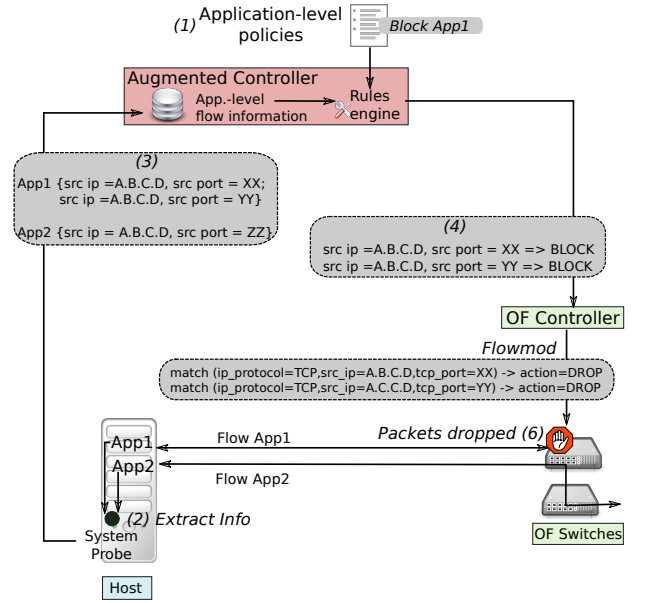 (1) Application-level
policies
Block App1
Augmented Controller
App.-level
flow information
Rules
engine
(3)
App1 {src ip =A.B.C.D, src port = XX;
src ip =A.B.C.D, src port = YY}
App2 {src ip = A.B.C.D, src port = ZZ}
(4)
src ip =A.B.C.D, src port = XX => BLOCK
src ip =A.B.C.D, src port = YY => BLOCK
OF Controller
Flowmod
match (ip_protocol=TCP,src_ip=A.B.C.D,tcp_port=XX) -> action=DROP
match (ip_protocol=TCP,src_ip=A.C.C.D,tcp_port=YY) -> action=DROP
Packets dropped (6)
App1
Flow App1
App2
Flow App2
(2) Extract Info
System
Probe
OF Switches
Host